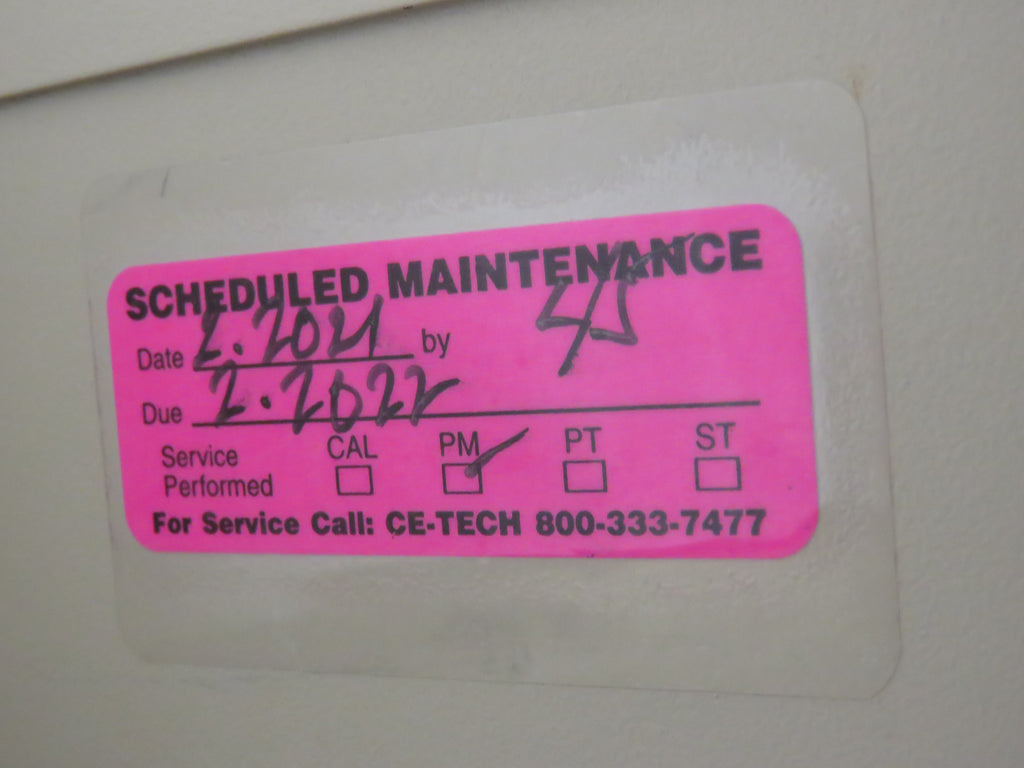 SCHEDULED MAINTENANCE
Date 2.2021 by
Due 2.2022
Service Performed CAL PM PT ST
For Service Call: CE-TECH 800-333-7477